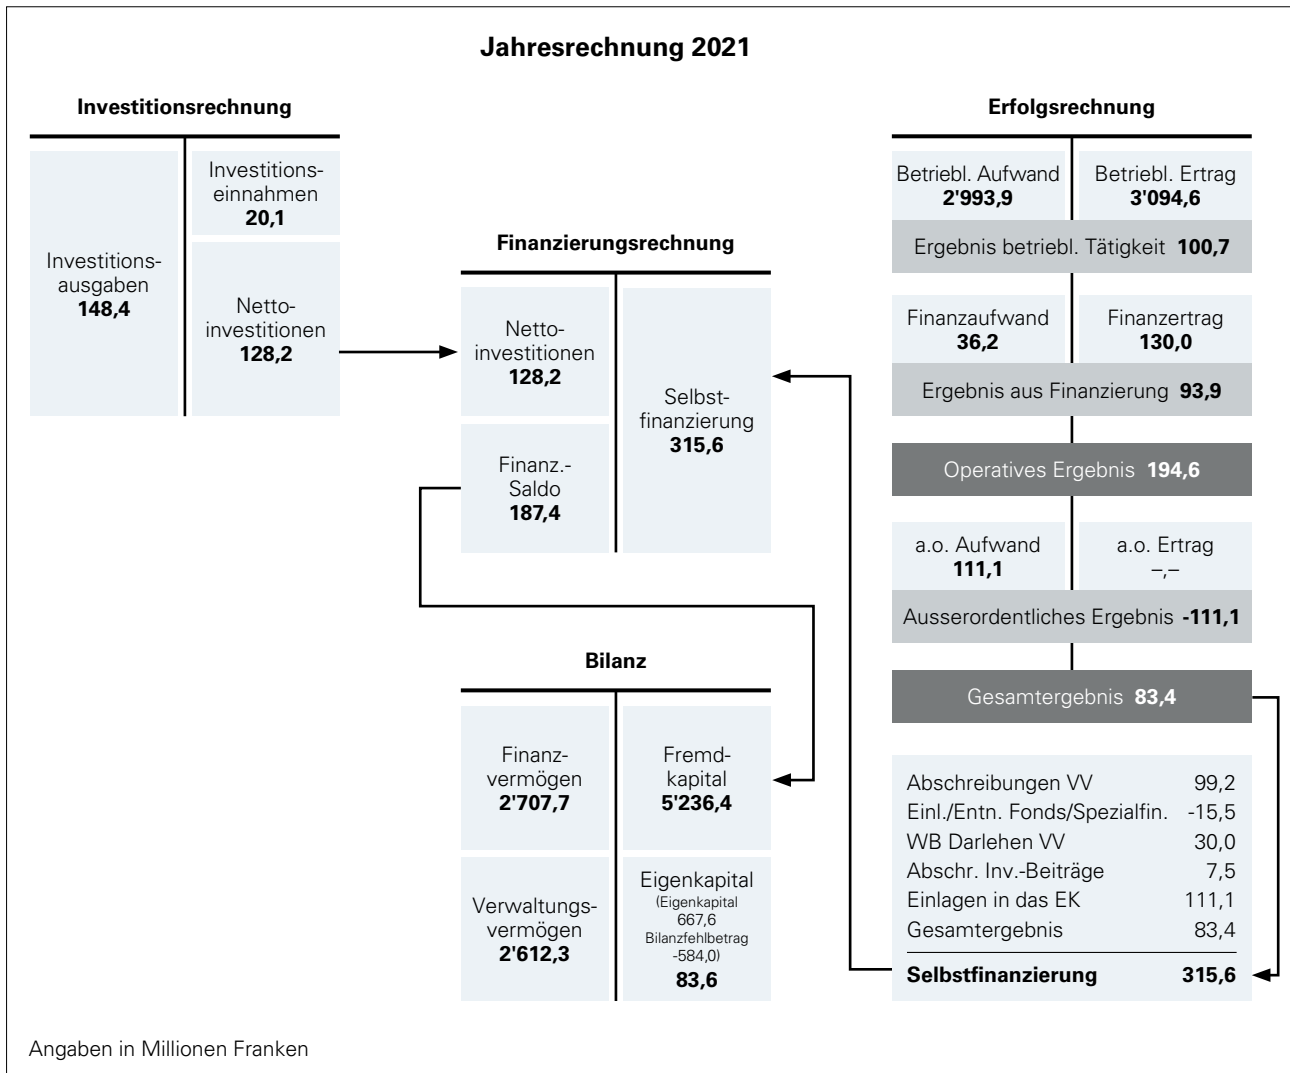 Jahresrechnung 2021
Investitionsrechnung
Investitions-
ausgaben
148,4
Investitions-
einnahmen
20,1
Netto-
investitionen
128,2
Finanzierungsrechnung
Netto-
investitionen
128,2
Finanz.-
Saldo
187,4
Selbst-
finanzierung
315,6
Bilanz
Finanz-
vermögen
2'707,7
Verwaltungs-
vermögen
2'612,3
Fremd-
kapital
5'236,4
Eigenkapital
(Eigenkapital
667,6
Bilanzfehlbetrag
-584,0)
83,6
Erfolgsrechnung
Betriebl. Aufwand
2'993,9
Betriebl. Ertrag
3'094,6
Ergebnis betriebl. Tätigkeit 100,7
Finanzaufwand
36,2
Finanzertrag
130,0
Ergebnis aus Finanzierung 93,9
Operatives Ergebnis 194,6
a.o. Aufwand
111,1
a.o. Ertrag
–,–
Ausserordentliches Ergebnis -111,1
Gesamtergebnis 83,4
Abschreibungen VV 99,2
Einl./Entn. Fonds/Spezialfin. -15,5
WB Darlehen VV 30,0
Abschr. Inv.-Beiträge 7,5
Einlagen in das EK 111,1
Gesamtergebnis 83,4
Selbstfinanzierung 315,6
Angaben in Millionen Franken